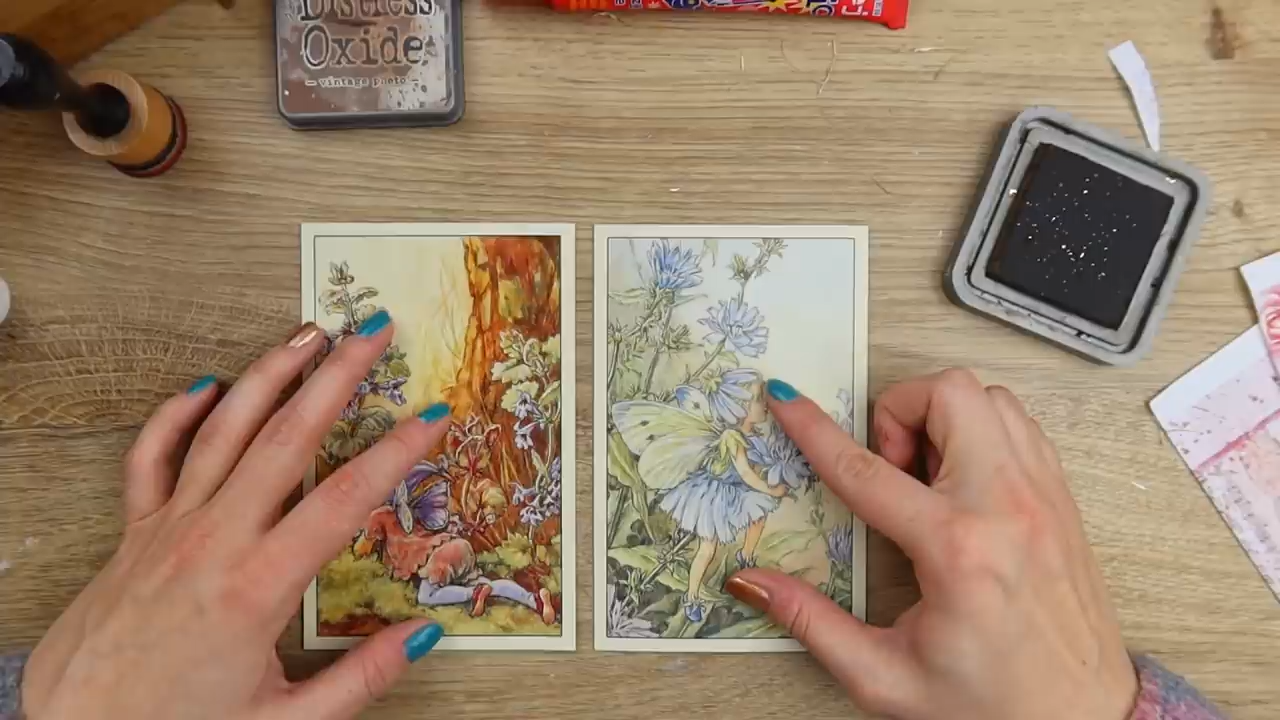 Distress
Oxide
– vintage photo –